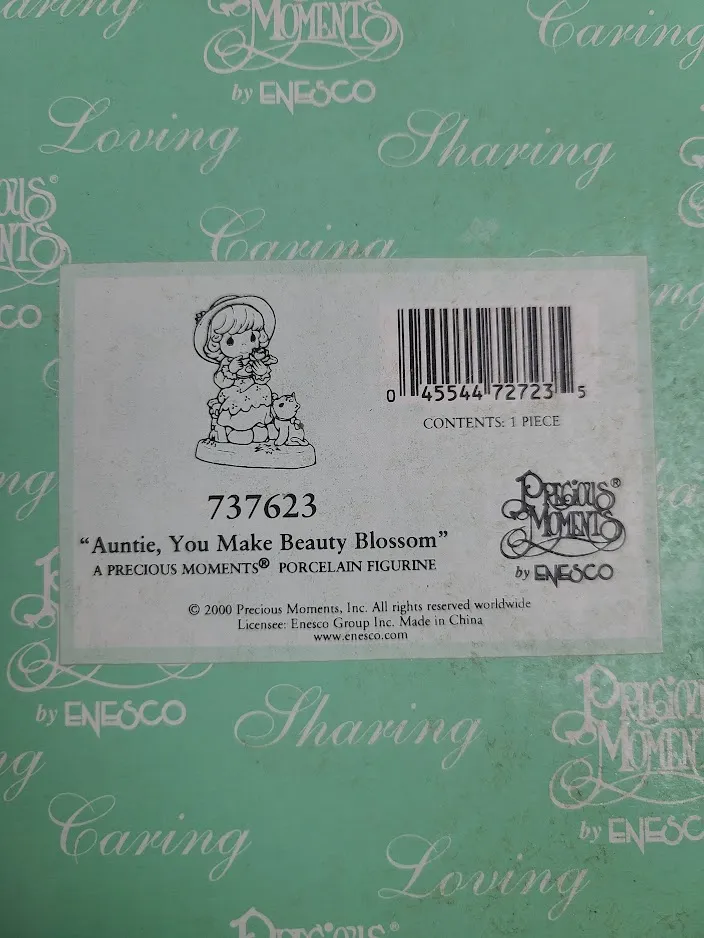 MOMENTS
Caring
by ENESCO
Loving
Sharing
Caring
0 45544 72723 5
CONTENTS: 1 PIECE
737623
"Auntie, You Make Beauty Blossom"
A PRECIOUS MOMENTS® PORCELAIN FIGURINE
PRECIOUS®
MOMENTS
by ENESCO
© 2000 Precious Moments, Inc. All rights reserved worldwide
Licensee: Enesco Group Inc. Made in China
www.enesco.com
by ENESCO
Sharing
Caring
Loving
PRECIOUS®